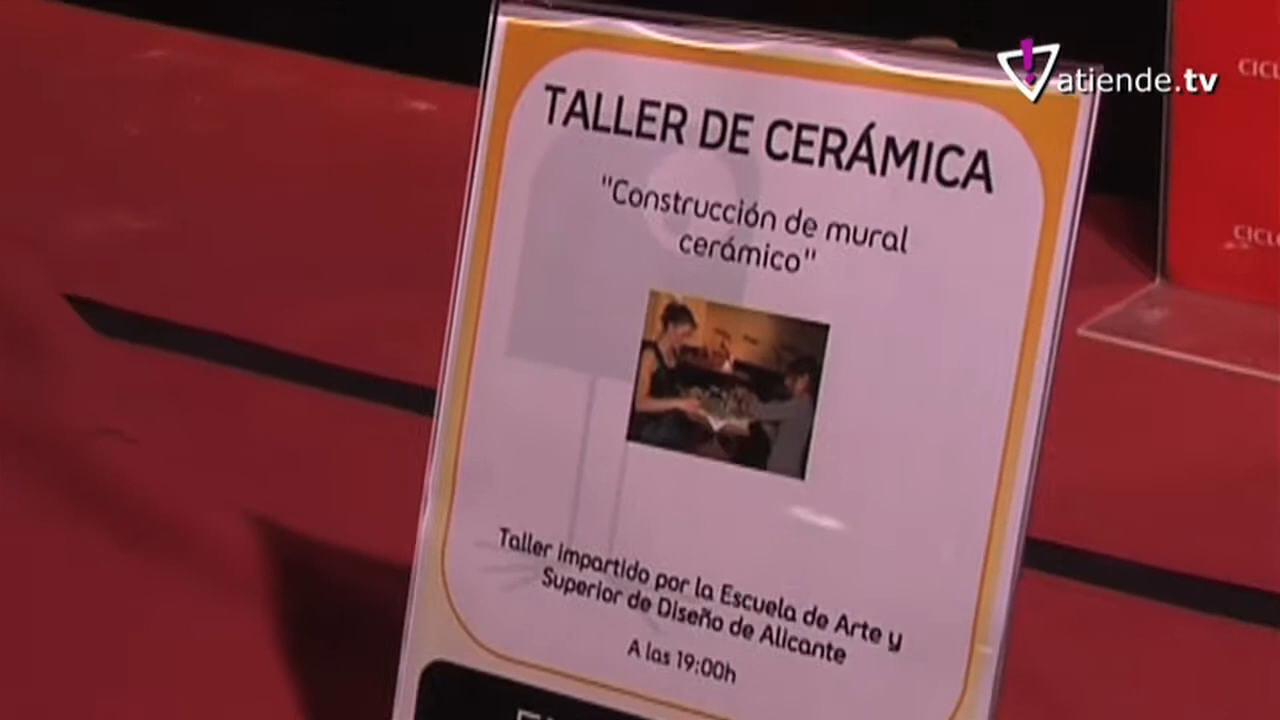 atiende.tv
TALLER DE CERÁMICA
"Construcción de mural
cerámico"
Taller impartido por la Escuela de Arte y
Superior de Diseño de Alicante
A las 19:00h